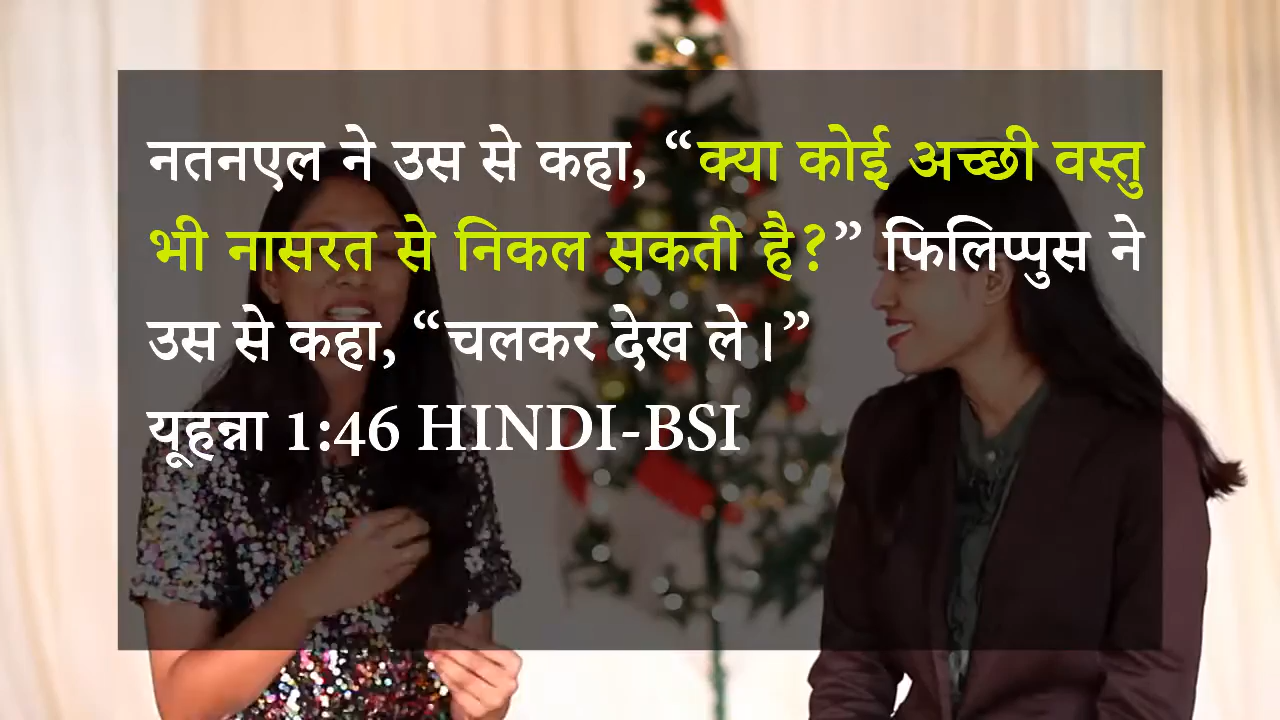 नतनएल ने उस से कहा, “क्या कोई अच्छी वस्तु
भी नासरत से निकल सकती है?” फिलिप्पुस ने
उस से कहा, “चलकर देख ले।”
यूहन्ना 1:46 HINDI-BSI